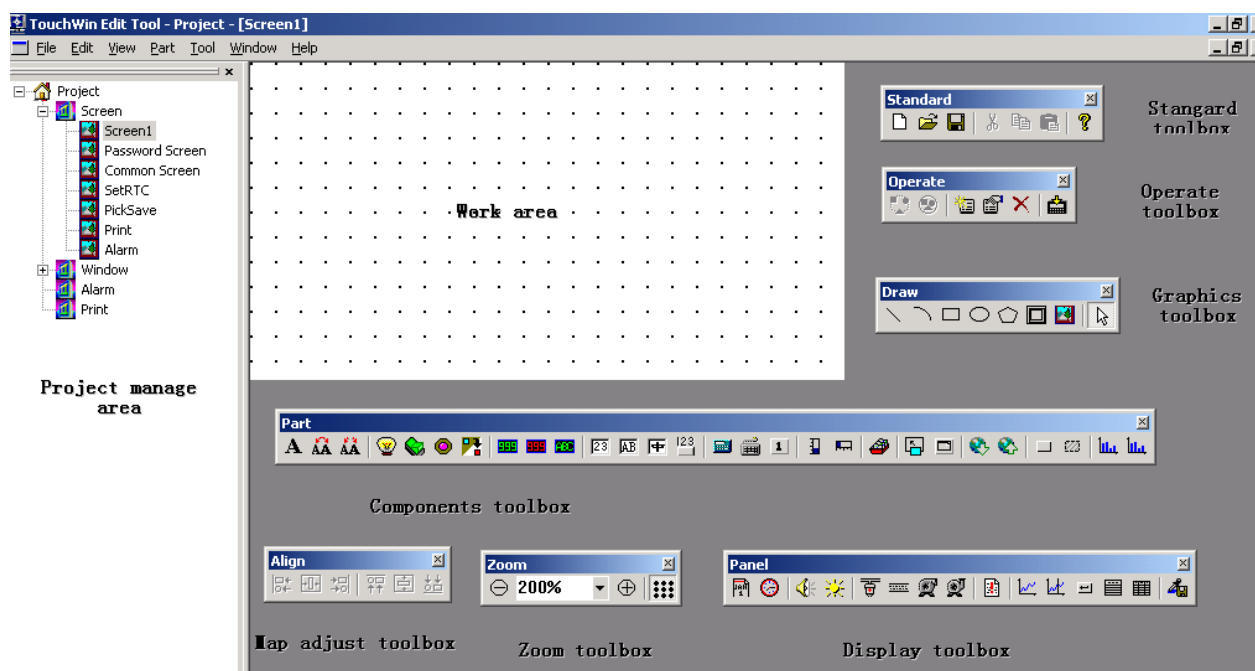 TouchWin Edit Tool - Project - [Screen1]
File Edit View Part Tool Window Help
Project
Screen
Screen1
Password Screen
Common Screen
SetRTC
PickSave
Print
Alarm
Window
Alarm
Print
Project manage
area
Work area
Standard
Stangard
toolbox
Operate
Operate
toolbox
Draw
Graphics
toolbox
Part
A AA AA 999 999 ABC 23 AB 中 123 1
Components toolbox
Align
Map adjust toolbox
Zoom
200%
Zoom toolbox
Panel
Display toolbox